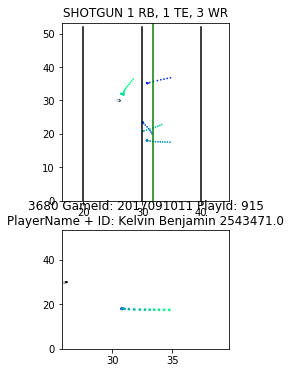 SHOTGUN 1 RB, 1 TE, 3 WR
50
40
30
20
10
0
20 30 40
3680 GameId: 2017091011 PlayId: 915
PlayerName + ID: Kelvin Benjamin 2543471.0
40
20
0
30 35